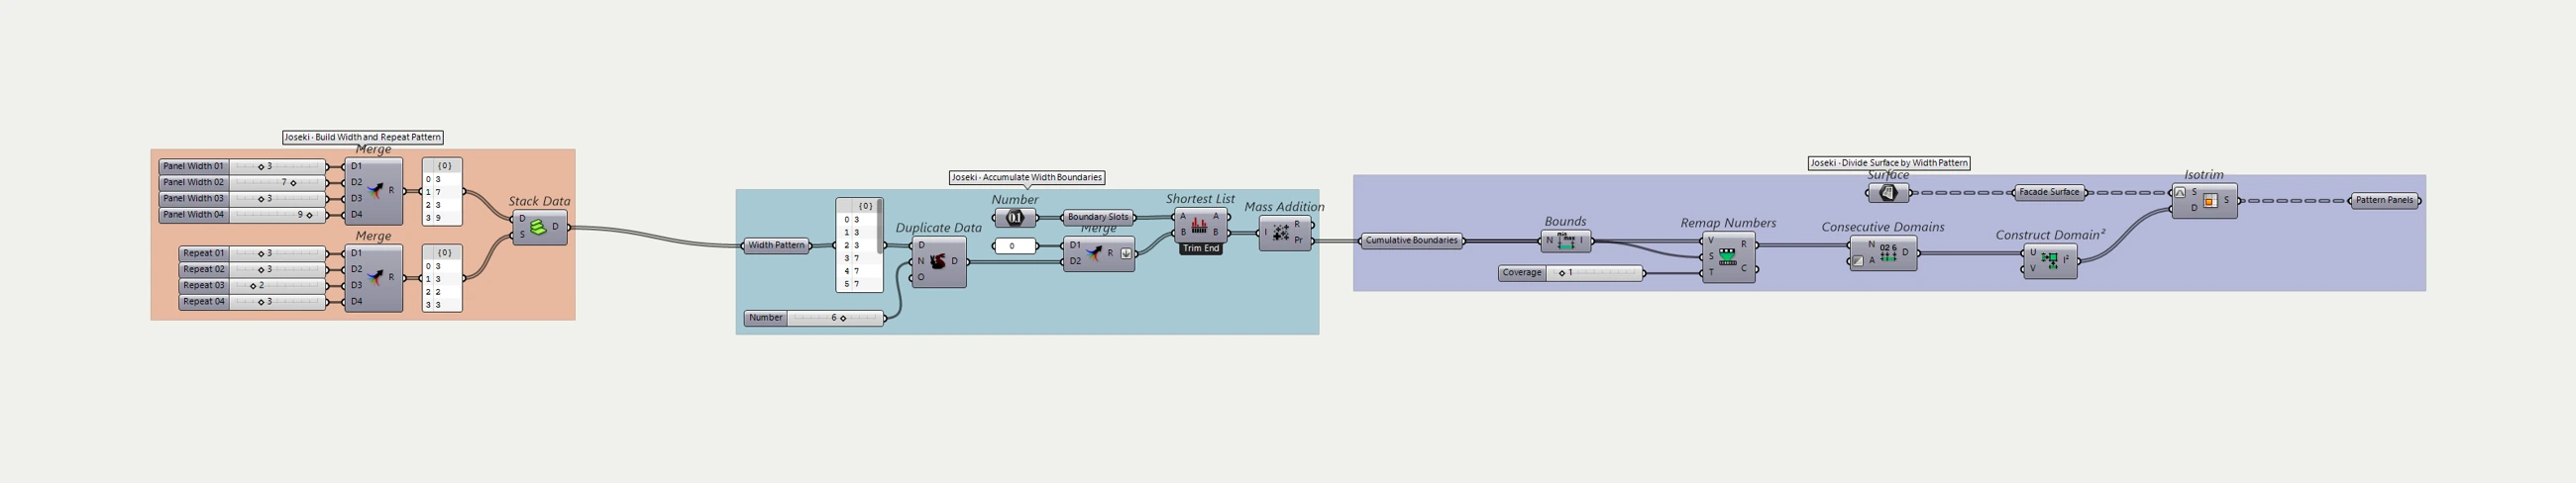 Joseki - Build Width and Repeat Pattern
Merge
Panel Width 01 3
Panel Width 02 7
Panel Width 03 3
Panel Width 04 9
D1
D2
D3
D4
R
{0}
0 3
1 7
2 3
3 9
Merge
Repeat 01 3
Repeat 02 3
Repeat 03 2
Repeat 04 3
D1
D2
D3
D4
R
{0}
0 3
1 3
2 2
3 3
Stack Data
D
S
D
Joseki - Accumulate Width Boundaries
Width Pattern
{0}
0 3
1 3
2 3
3 7
4 7
5 7
Number 6
Duplicate Data
D
N
O
D
Number
0.1
Boundary Slots
0
Merge
D1
D2
R
Shortest List
A
B
A
B
Trim End
Mass Addition
I
R
Pr
Joseki - Divide Surface by Width Pattern
Cumulative Boundaries
Bounds
N
I
Coverage 1
Remap Numbers
V
S
T
R
C
Consecutive Domains
N
A
D
Construct Domain²
U
V
I²
Surface
Facade Surface
Isotrim
S
D
S
Pattern Panels